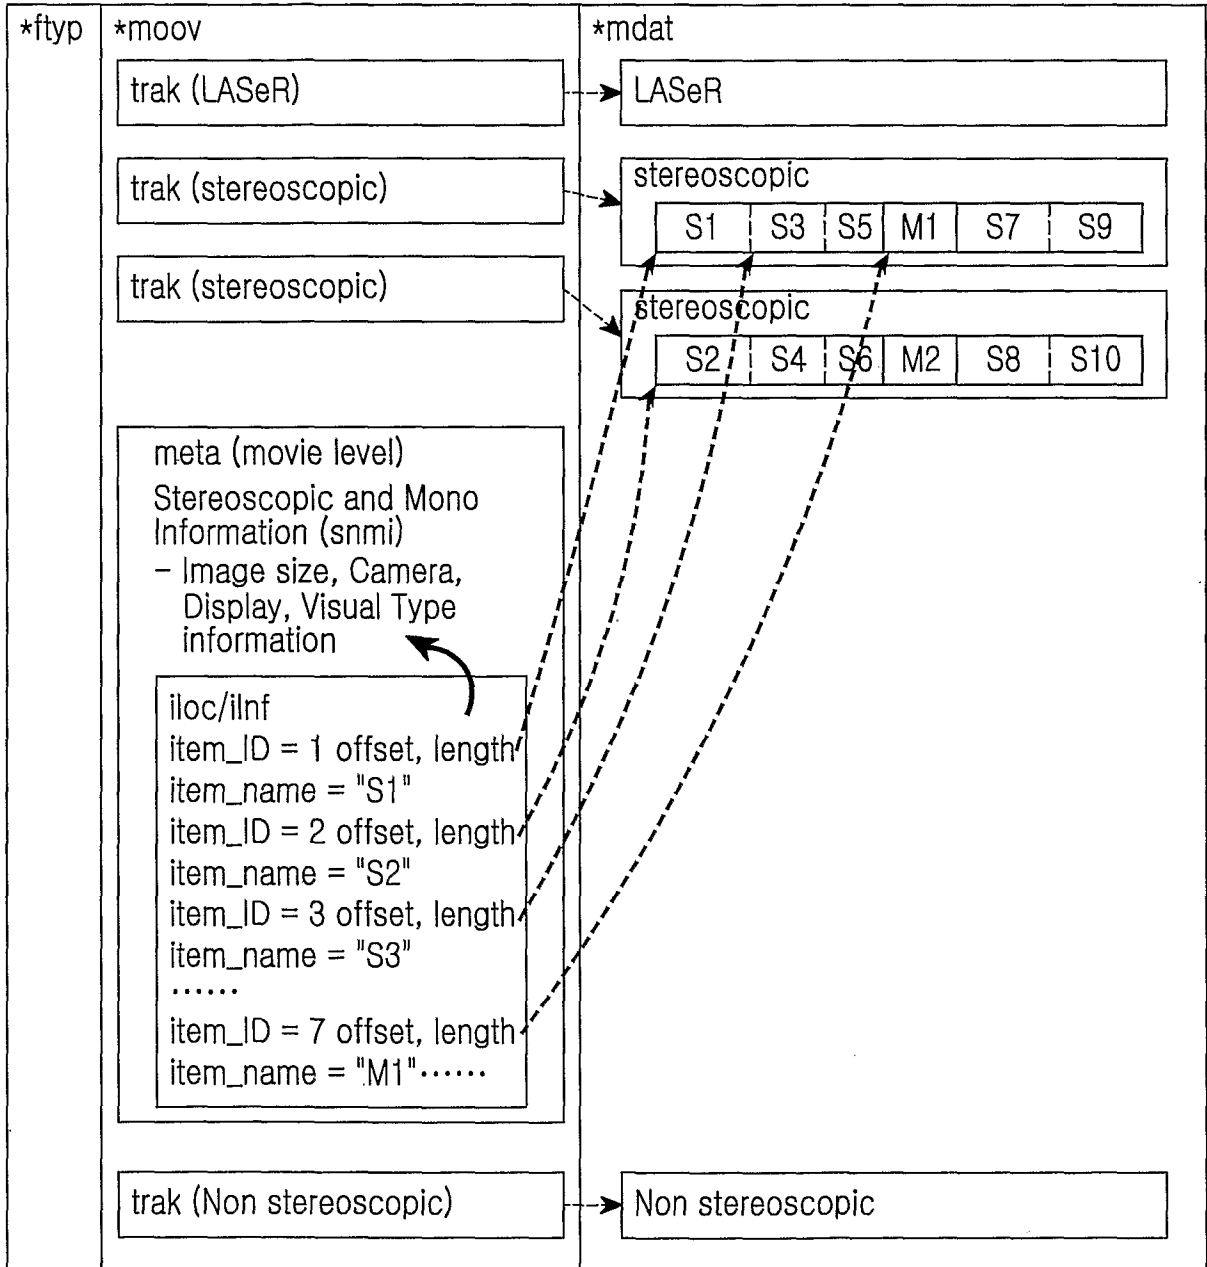 *ftyp
*moov
*mdat
trak (LASeR)
LASeR
trak (stereoscopic)
stereoscopic
S1 S3 S5 M1 S7 S9
trak (stereoscopic)
stereoscopic
S2 S4 S6 M2 S8 S10
meta (movie level)
Stereoscopic and Mono
Information (snmi)
– Image size, Camera,
Display, Visual Type
information
iloc/iInf
item_ID = 1 offset, length
item_name = "S1"
item_ID = 2 offset, length
item_name = "S2"
item_ID = 3 offset, length
item_name = "S3"
······
item_ID = 7 offset, length
item_name = "M1"······
trak (Non stereoscopic)
Non stereoscopic